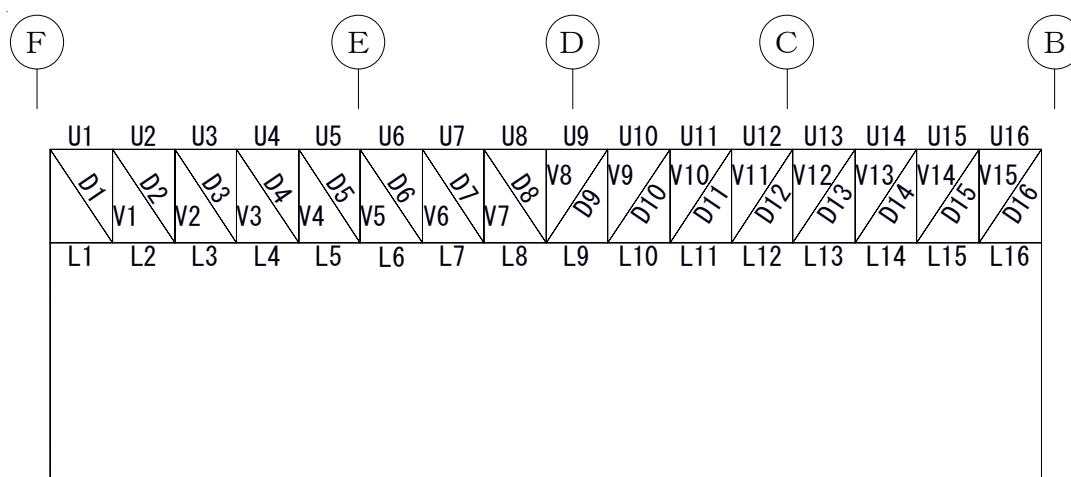 F E D C B
U1 U2 U3 U4 U5 U6 U7 U8 U9 U10 U11 U12 U13 U14 U15 U16
D1 D2 D3 D4 D5 D6 D7 D8 V8 D9 V9 D10 V10 D11 V11 D12 V12 D13 V13 D14 V14 D15 V15 D16
V1 V2 V3 V4 V5 V6 V7
L1 L2 L3 L4 L5 L6 L7 L8 L9 L10 L11 L12 L13 L14 L15 L16